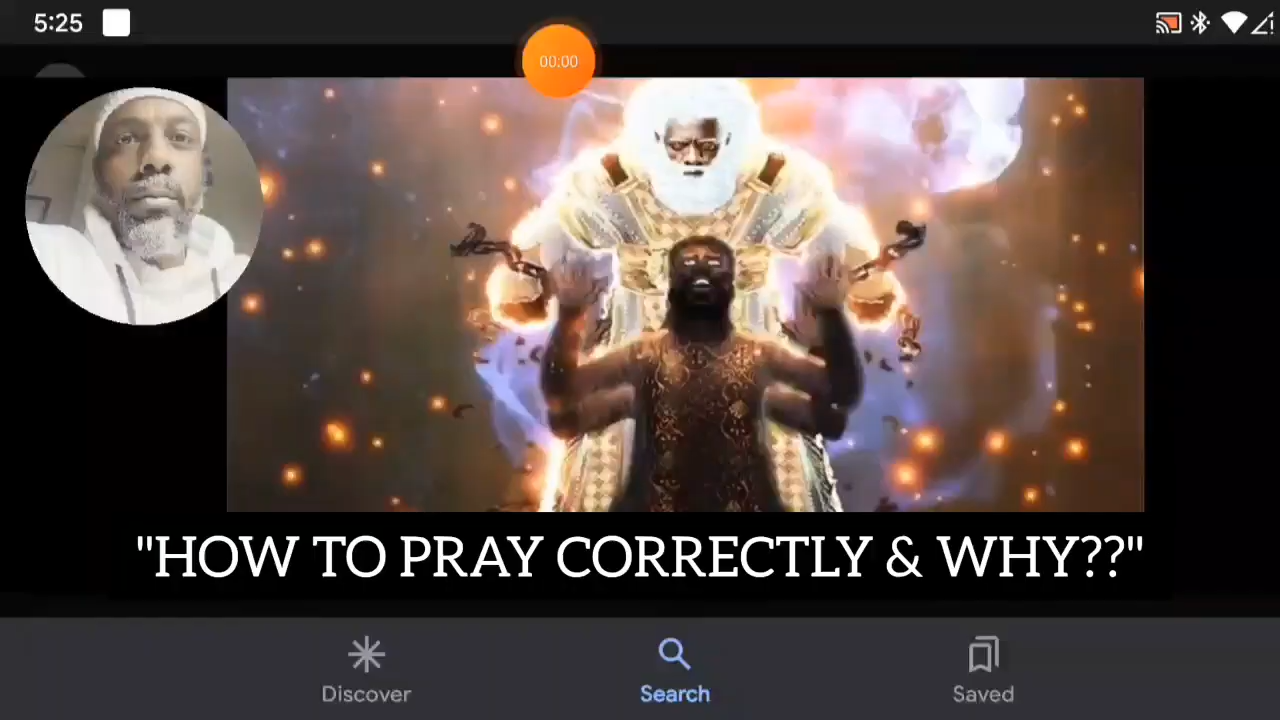 5:25
00:00
"HOW TO PRAY CORRECTLY & WHY??"
Discover
Search
Saved